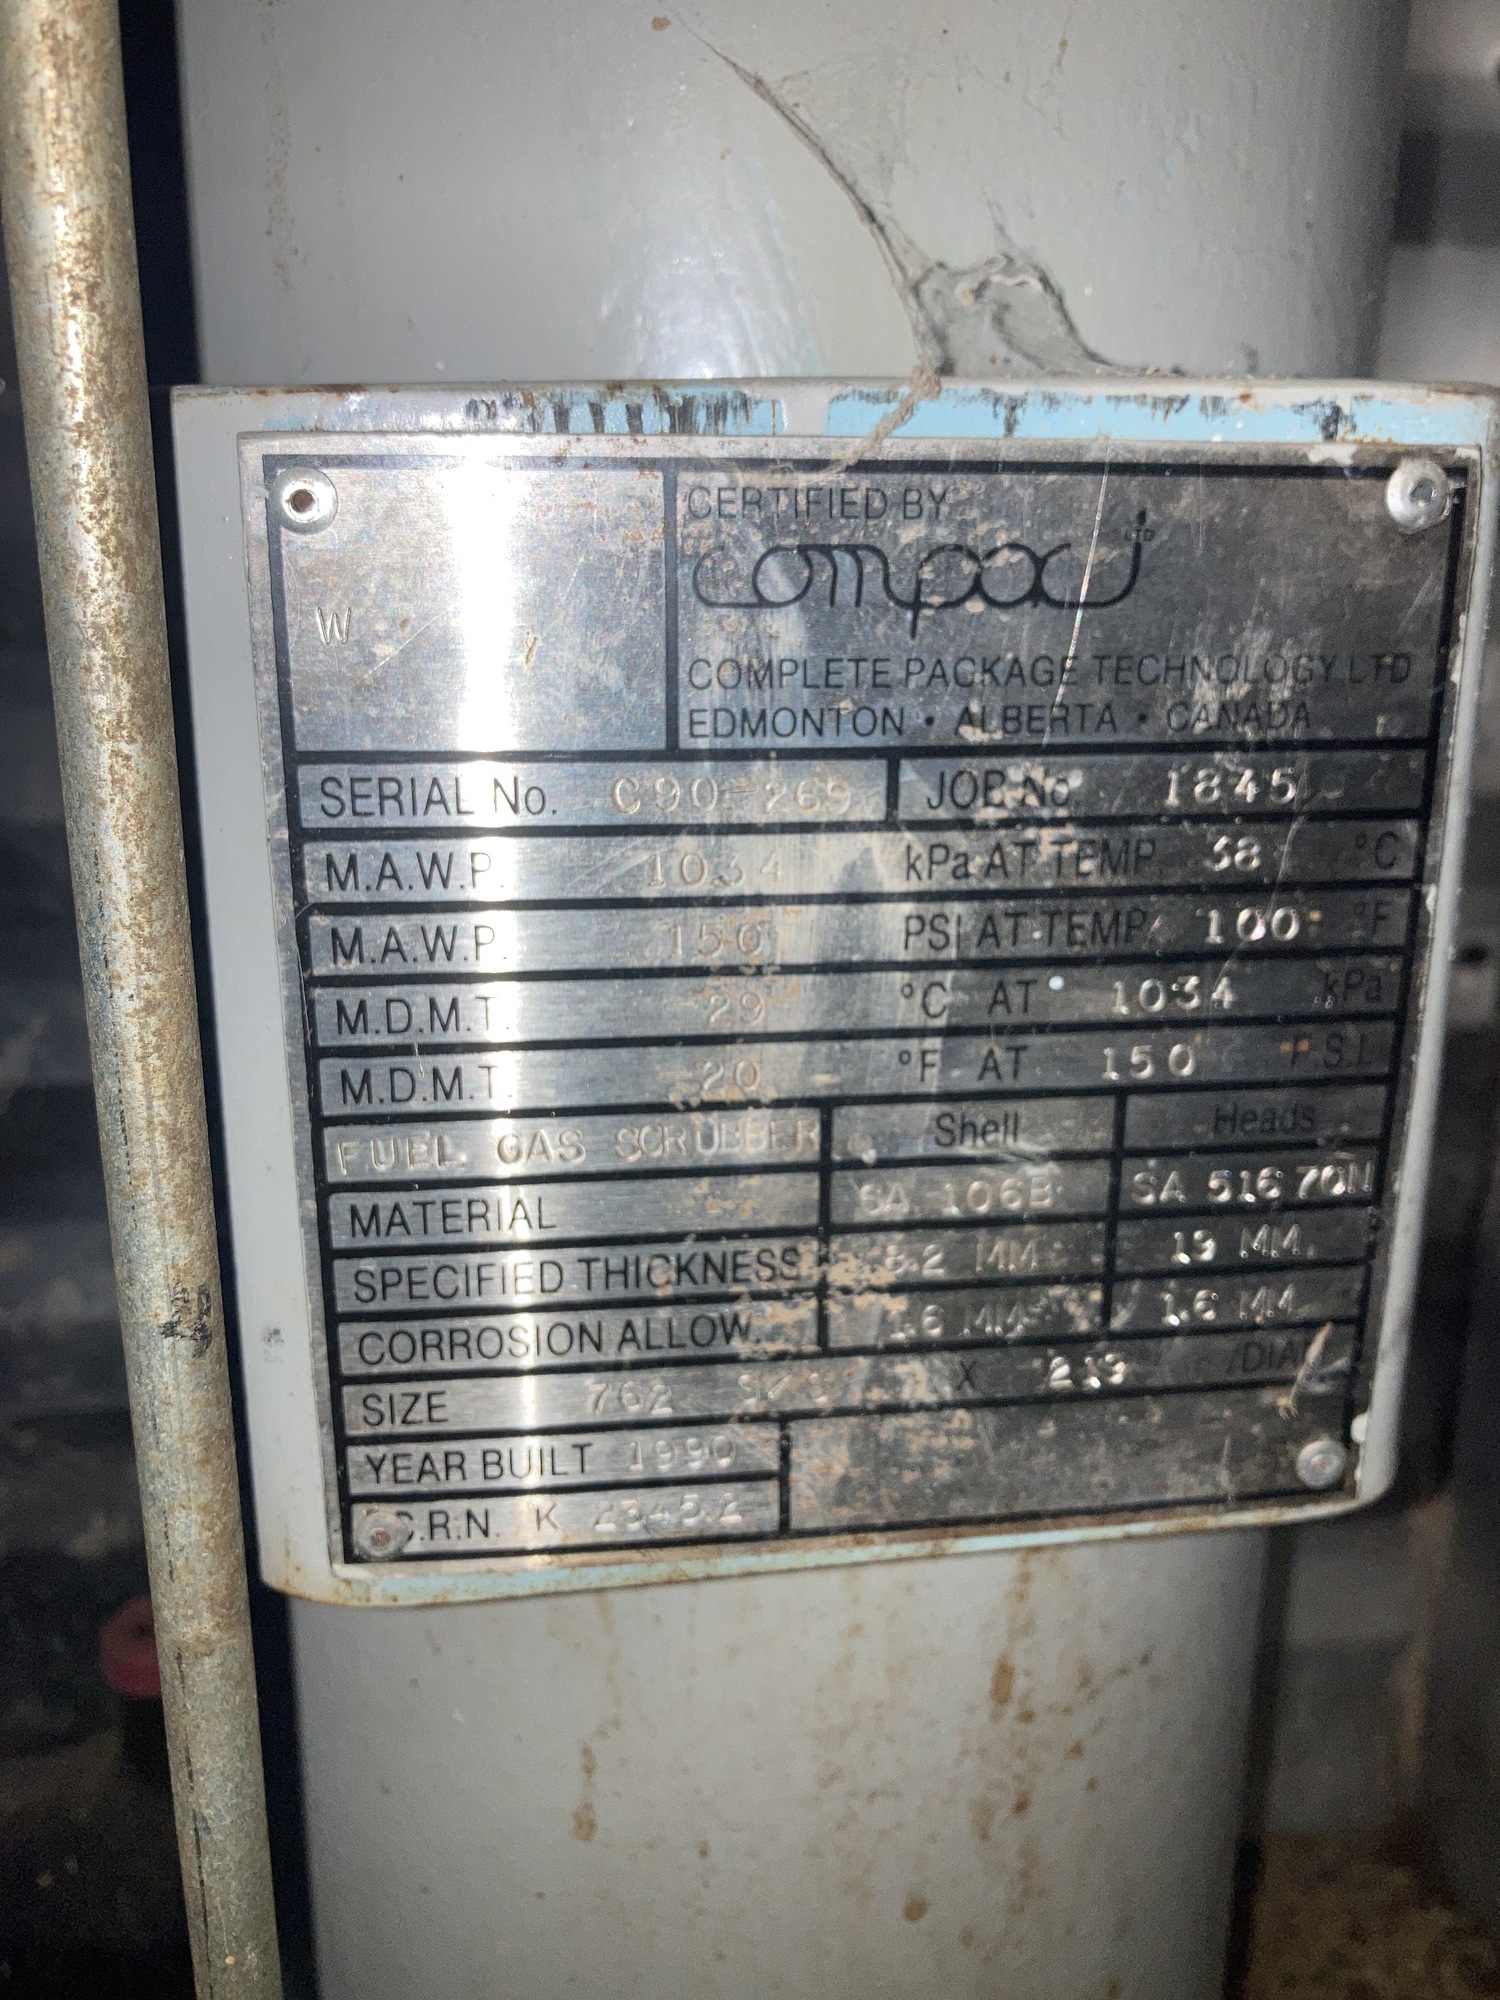 CERTIFIED BY
compact LTD
COMPLETE PACKAGE TECHNOLOGY LTD
EDMONTON • ALBERTA • CANADA
W
SERIAL No. C90-269 JOB No. 1845
M.A.W.P. 1034 kPa AT TEMP. 38 °C
M.A.W.P. 150 PSI AT TEMP. 100 °F
M.D.M.T. -29 °C AT 1034 kPa
M.D.M.T. -20 °F AT 150 P.S.I.
FUEL GAS SCRUBBER Shell Heads
MATERIAL SA 106B SA 516 70N
SPECIFIED THICKNESS 8.2 MM 19 MM
CORROSION ALLOW. 1.6 MM 1.6 MM
SIZE 762 X 219 /DIA
YEAR BUILT 1990
C.R.N. K 2345.2